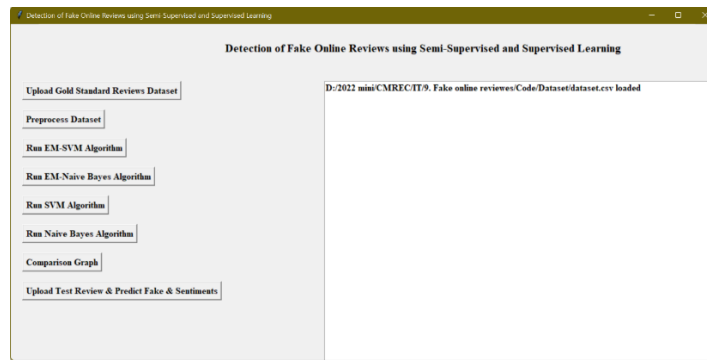 Detection of Fake Online Reviews using Semi-Supervised and Supervised Learning
Detection of Fake Online Reviews using Semi-Supervised and Supervised Learning
Upload Gold Standard Reviews Dataset
D:/2022 mini/CMREC/IT/9. Fake online reviewes/Code/Dataset/dataset.csv loaded
Preprocess Dataset
Run EM-SVM Algorithm
Run EM-Naive Bayes Algorithm
Run SVM Algorithm
Run Naive Bayes Algorithm
Comparison Graph
Upload Test Review & Predict Fake & Sentiments